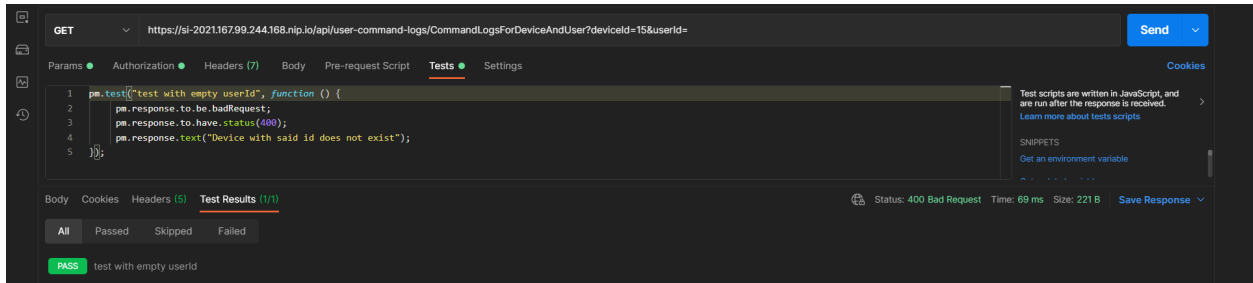 GET https://si-2021.167.99.244.168.nip.io/api/user-command-logs/CommandLogsForDeviceAndUser?deviceId=15&userId= Send
Params Authorization Headers (7) Body Pre-request Script Tests Settings Cookies
1 pm.test("test with empty userId", function () {
2 pm.response.to.be.badRequest;
3 pm.response.to.have.status(400);
4 pm.response.text("Device with said id does not exist");
5 });
Test scripts are written in JavaScript, and
are run after the response is received.
Learn more about tests scripts
SNIPPETS
Get an environment variable
Body Cookies Headers (5) Test Results (1/1) Status: 400 Bad Request Time: 69 ms Size: 221 B Save Response
All Passed Skipped Failed
PASS test with empty userId